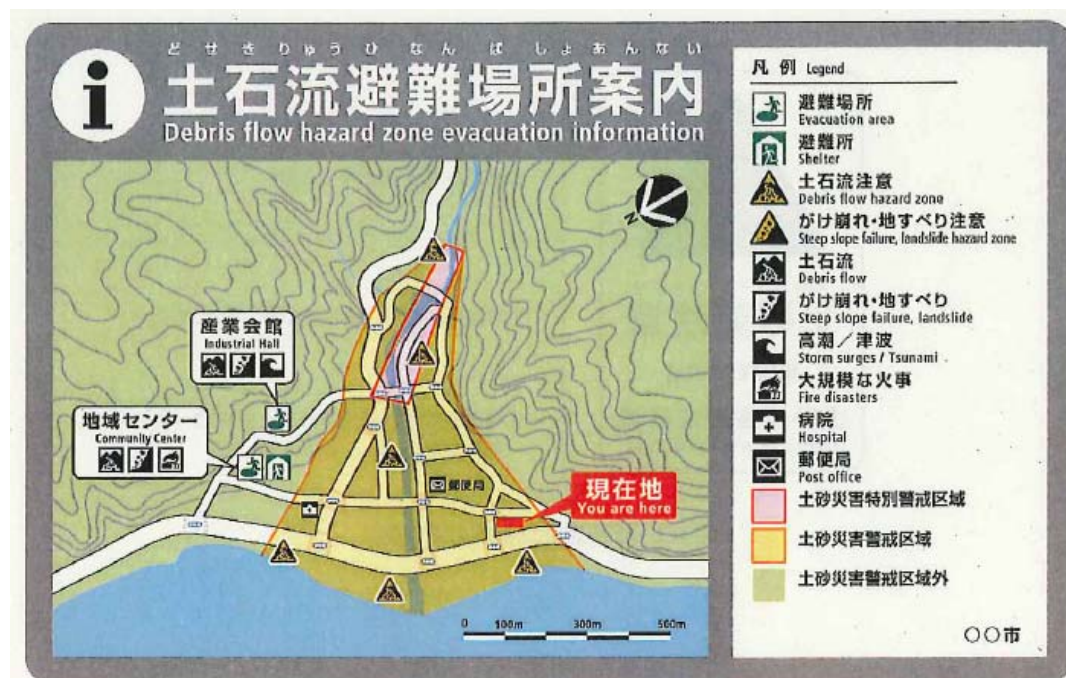 どせきりゅうひなんばしょあんない
土石流避難場所案内
Debris flow hazard zone evacuation information
N
産業会館
Industrial Hall
地域センター
Community Center
郵便局
現在地
You are here
0 100m 300m 500m
凡例 Legend
避難場所
Evacuation area
避難所
Shelter
土石流注意
Debris flow hazard zone
がけ崩れ・地すべり注意
Steep slope failure, landslide hazard zone
土石流
Debris flow
がけ崩れ・地すべり
Steep slope failure, landslide
高潮／津波
Storm surges / Tsunami
大規模な火事
Fire disasters
病院
Hospital
郵便局
Post office
土砂災害特別警戒区域
土砂災害警戒区域
土砂災害警戒区域外
〇〇市